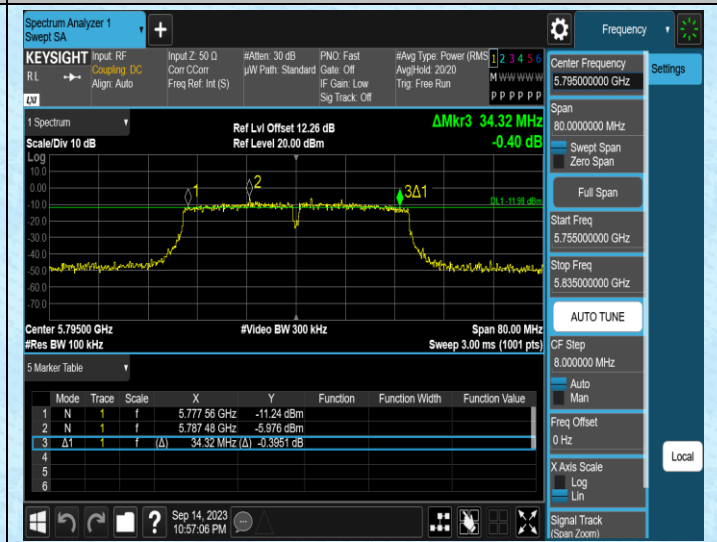 Spectrum Analyzer 1
Swept SA
Frequency
KEYSIGHT
Input: RF
Input Z: 50 Ω
#Atten: 30 dB
PNO: Fast
#Avg Type: Power (RMS
1 2 3 4 5 6
RL
Coupling: DC
Corr CCorr
µW Path: Standard
Gate: Off
Avg|Hold: 20/20
M W W W W W
Align: Auto
Freq Ref: Int (S)
IF Gain: Low
Trig: Free Run
Sig Track: Off
P P P P P P
LXI
1 Spectrum
Ref Lvl Offset 12.26 dB
ΔMkr3 34.32 MHz
Scale/Div 10 dB
Ref Level 20.00 dBm
-0.40 dB
Log
10.0
0.00
-10.0
-20.0
-30.0
-40.0
-50.0
-60.0
-70.0
1
2
3Δ1
DL1 -11.98 dBm
Center 5.79500 GHz
#Video BW 300 kHz
Span 80.00 MHz
#Res BW 100 kHz
Sweep 3.00 ms (1001 pts)
5 Marker Table
Mode Trace Scale X Y Function Function Width Function Value
1 N 1 f 5.777 56 GHz -11.24 dBm
2 N 1 f 5.787 48 GHz -5.976 dBm
3 Δ1 1 f (Δ) 34.32 MHz (Δ) -0.3951 dB
4
5
6
?
Sep 14, 2023
10:57:06 PM
Center Frequency
5.795000000 GHz
Settings
Span
80.0000000 MHz
Swept Span
Zero Span
Full Span
Start Freq
5.755000000 GHz
Stop Freq
5.835000000 GHz
AUTO TUNE
CF Step
8.000000 MHz
Auto
Man
Freq Offset
0 Hz
Local
X Axis Scale
Log
Lin
Signal Track
(Span Zoom)